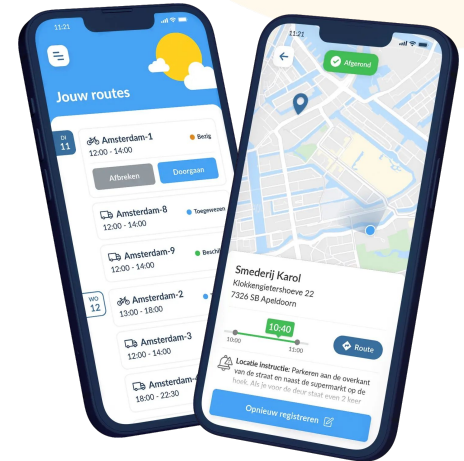 11:21
Jouw routes
DI
11
Amsterdam-1
Bezig
12:00 - 14:00
Afbreken
Doorgaan
Amsterdam-8
Toegewezen
12:00 - 14:00
Amsterdam-9
12:00 - 14:00
WO
12
Amsterdam-2
13:00 - 18:00
Amsterdam-3
12:00 - 14:00
Amsterdam-
18:00 - 22:30
11:21
Afgerond
Smederij Karol
Klokkengietershoeve 22
7326 SB Apeldoorn
10:40
10:00
11:00
Route
Locatie instructie: Parkeren aan de overkant
van de straat en naast de supermarkt op de
hoek. Als je voor de deur staat even 2 keer
Opnieuw registreren